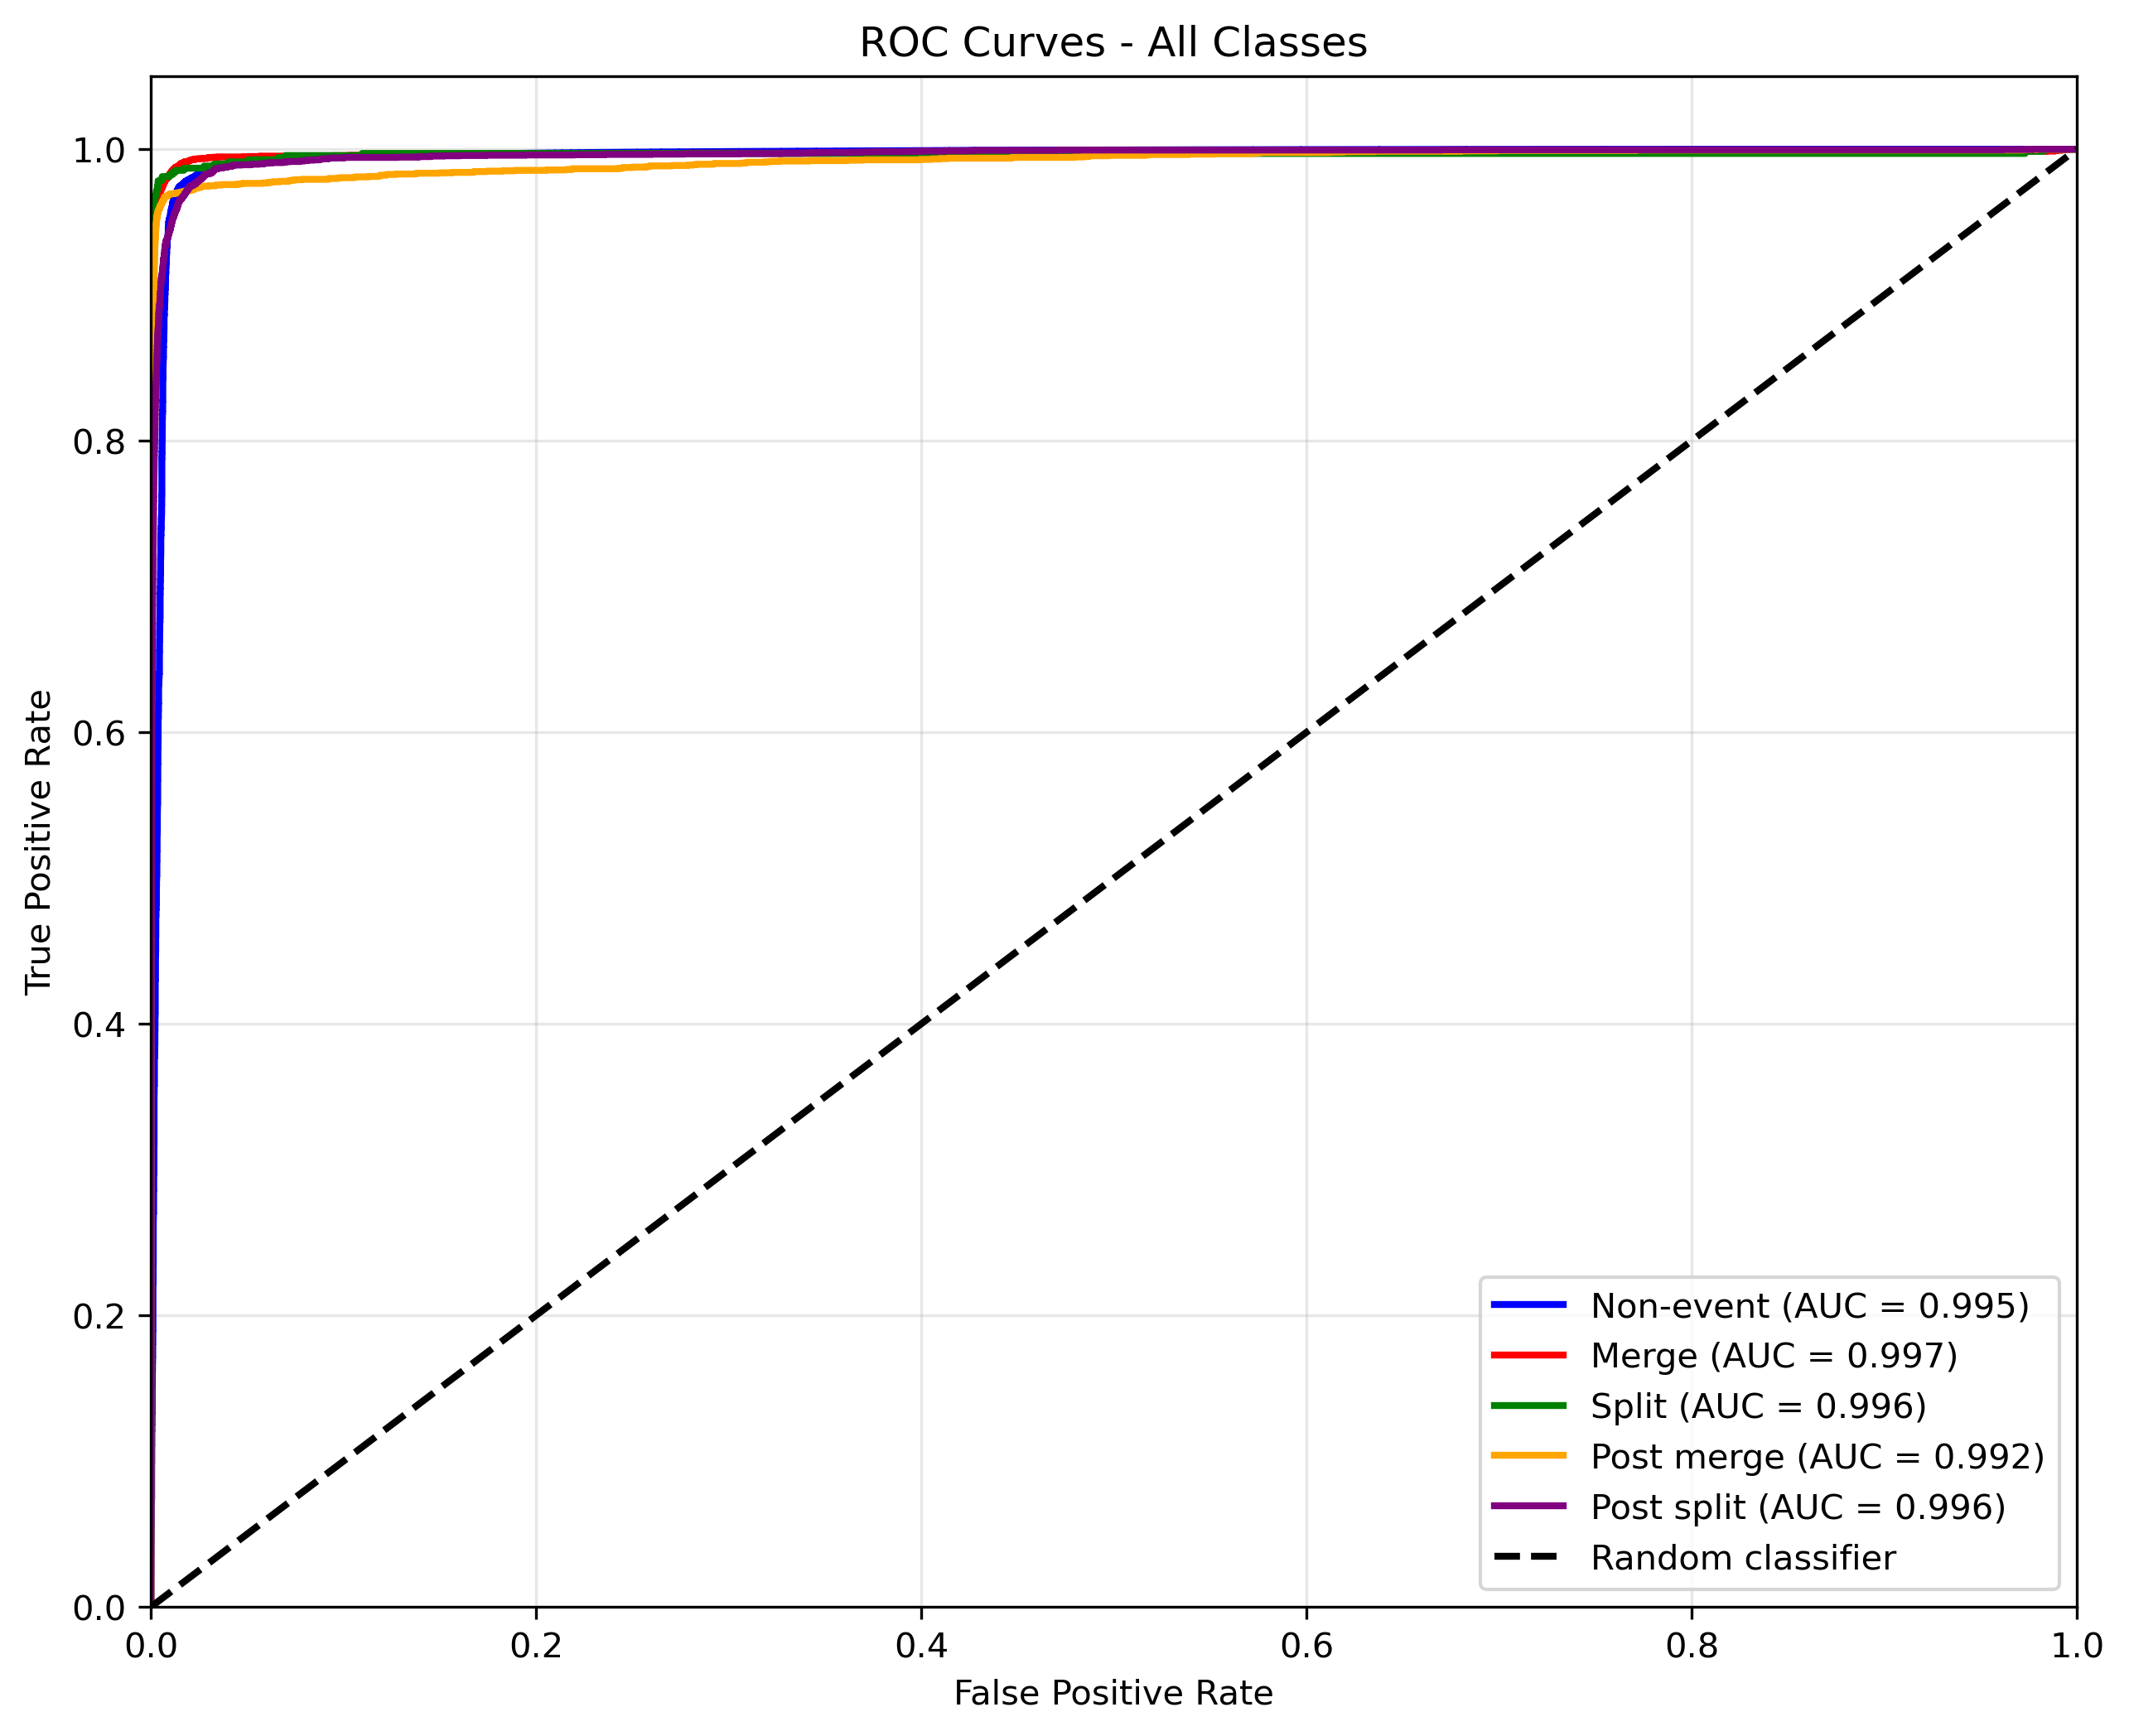 ROC Curves - All Classes
True Positive Rate
1.0
0.8
0.6
0.4
0.2
0.0
0.0 0.2 0.4 0.6 0.8 1.0
False Positive Rate
Non-event (AUC = 0.995)
Merge (AUC = 0.997)
Split (AUC = 0.996)
Post merge (AUC = 0.992)
Post split (AUC = 0.996)
Random classifier